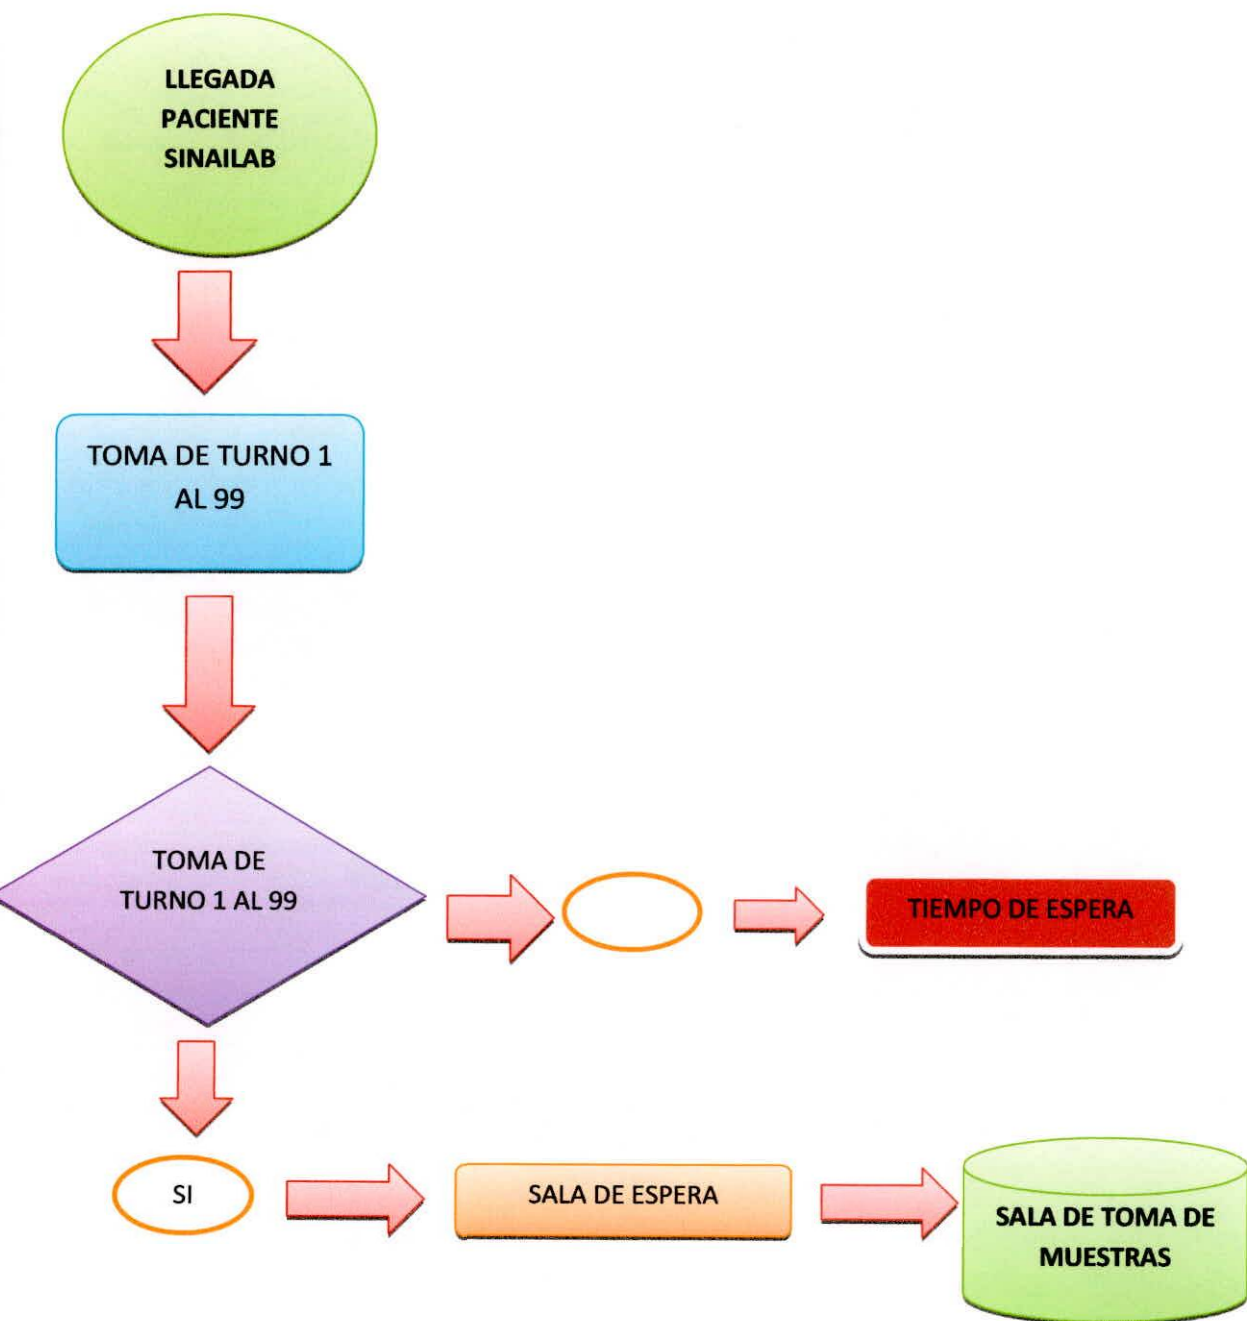 LLEGADA
PACIENTE
SINAILAB
TOMA DE TURNO 1
AL 99
TOMA DE
TURNO 1 AL 99
TIEMPO DE ESPERA
SI
SALA DE ESPERA
SALA DE TOMA DE
MUESTRAS